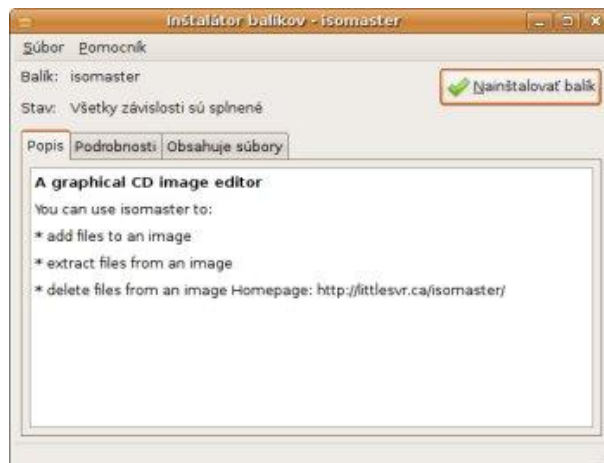 Inštalátor balíkov - isomaster
Súbor Pomocník
Balík: isomaster
Nainštalovať balík
Stav: Všetky závislosti sú splnené
Popis Podrobnosti Obsahuje súbory
A graphical CD image editor
You can use isomaster to:
* add files to an image
* extract files from an image
* delete files from an image Homepage: http://littlesvr.ca/isomaster/